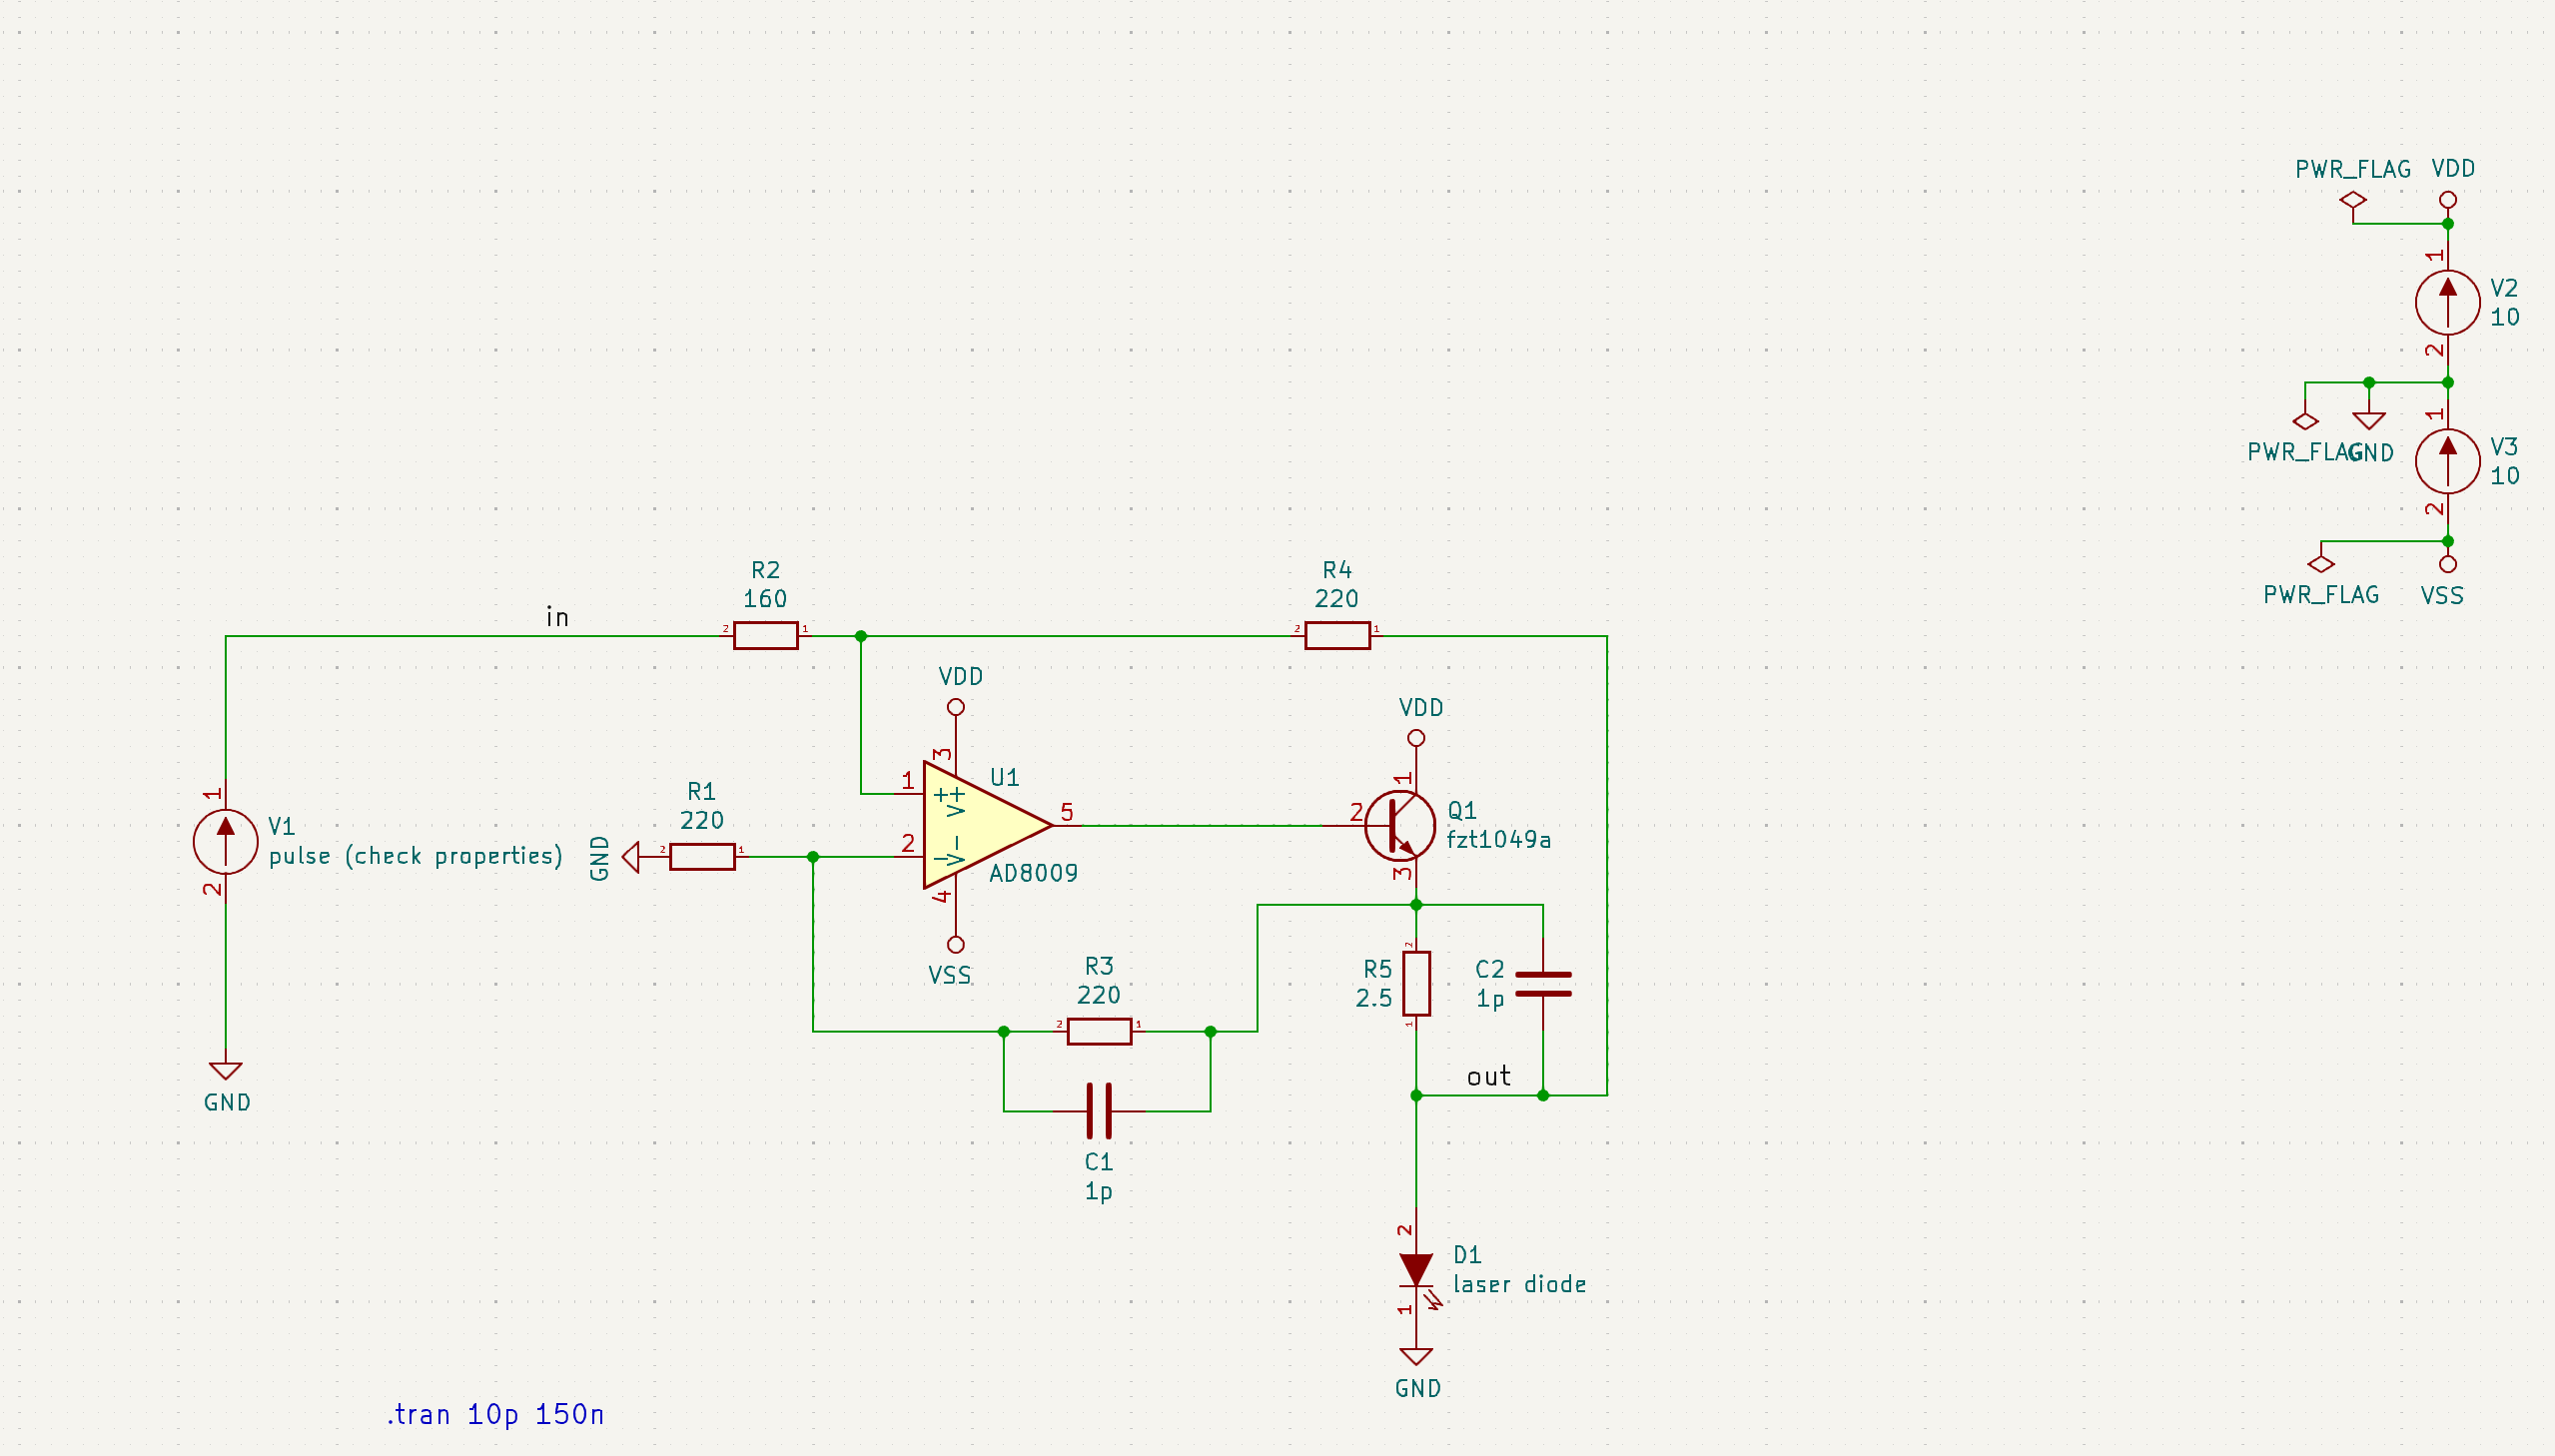 PWR_FLAG
VDD
1
V2
10
2
1
PWR_FLAG
GND
V3
10
2
PWR_FLAG
VSS
R2
160
R4
220
in
2
1
2
1
VDD
VDD
3
1
U1
1
+
V+
R1
220
5
2
Q1
fzt1049a
1
V1
pulse (check properties)
2
GND
2
1
2
-
V-
AD8009
3
4
2
VSS
R3
220
2
1
2
R5
2.5
C2
1p
1
out
GND
C1
1p
2
D1
laser diode
1
GND
.tran 10p 150n